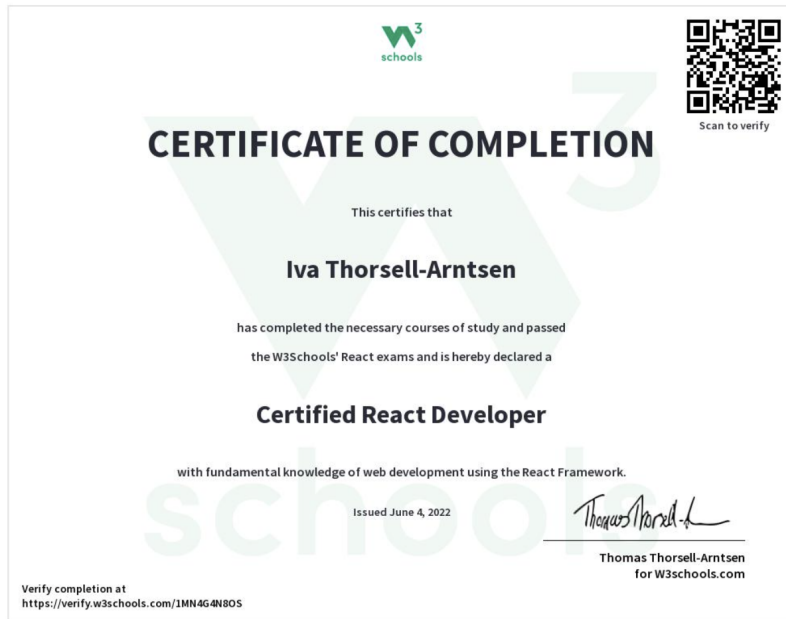 W3
schools
Scan to verify
CERTIFICATE OF COMPLETION
This certifies that
Iva Thorsell-Arntsen
has completed the necessary courses of study and passed
the W3Schools' React exams and is hereby declared a
Certified React Developer
with fundamental knowledge of web development using the React Framework.
Issued June 4, 2022
Thomas Thorsell-Arntsen
for W3schools.com
Verify completion at
https://verify.w3schools.com/1MN4G4N8OS
W3
schools